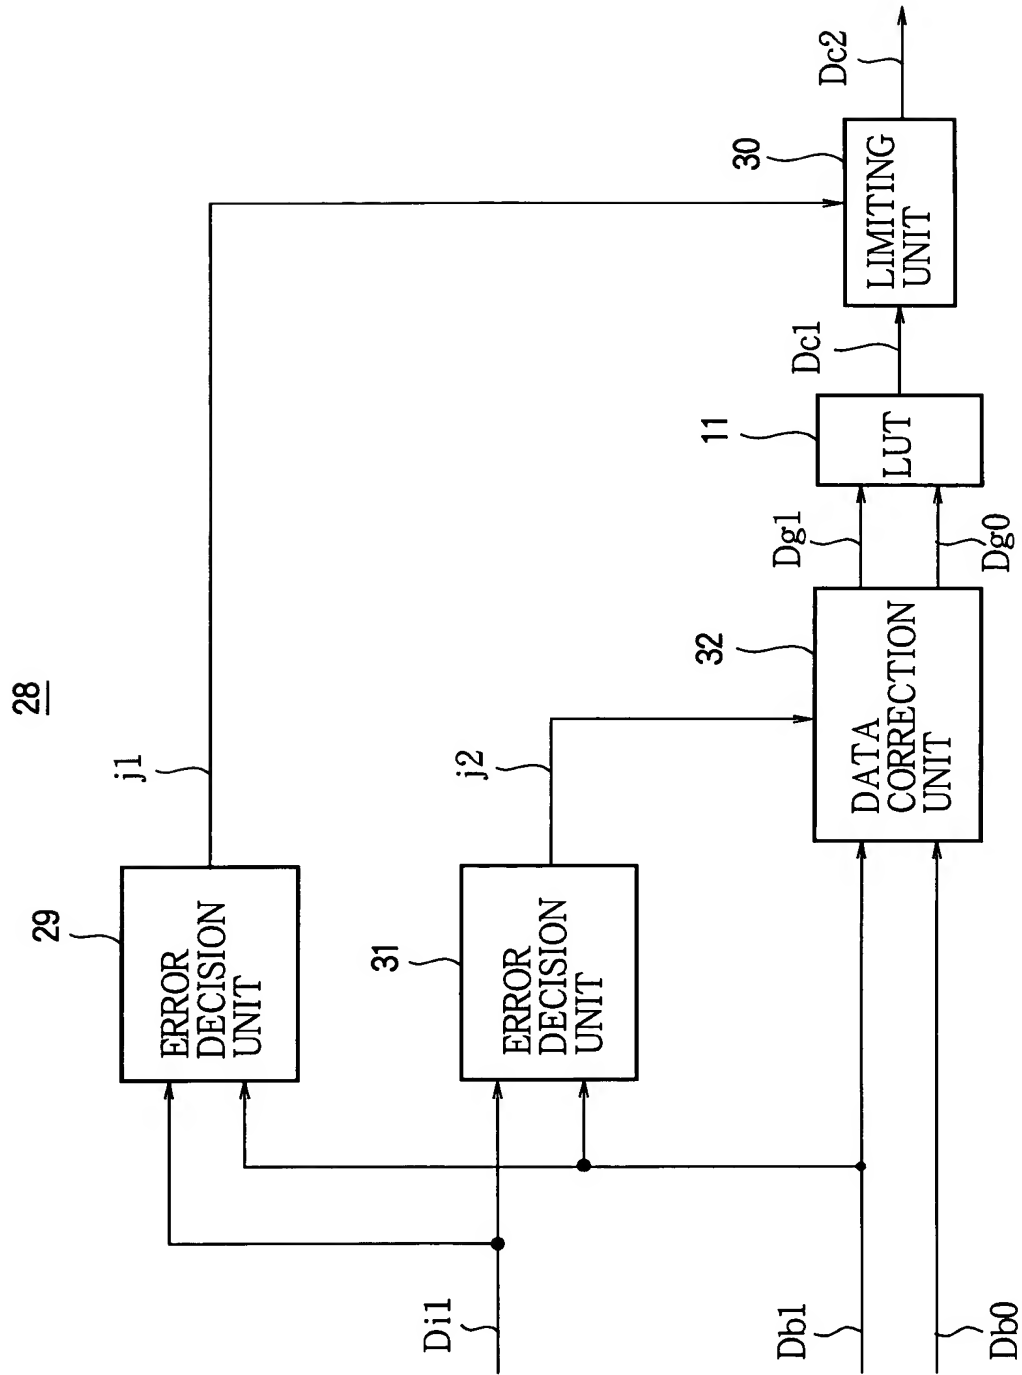 28
29
ERROR
DECISION
UNIT
j1
31
ERROR
DECISION
UNIT
j2
30
LIMITING
UNIT
Dc2
Di1
32
DATA
CORRECTION
UNIT
Dg1
Dg0
11
LUT
Dc1
Db1
Db0